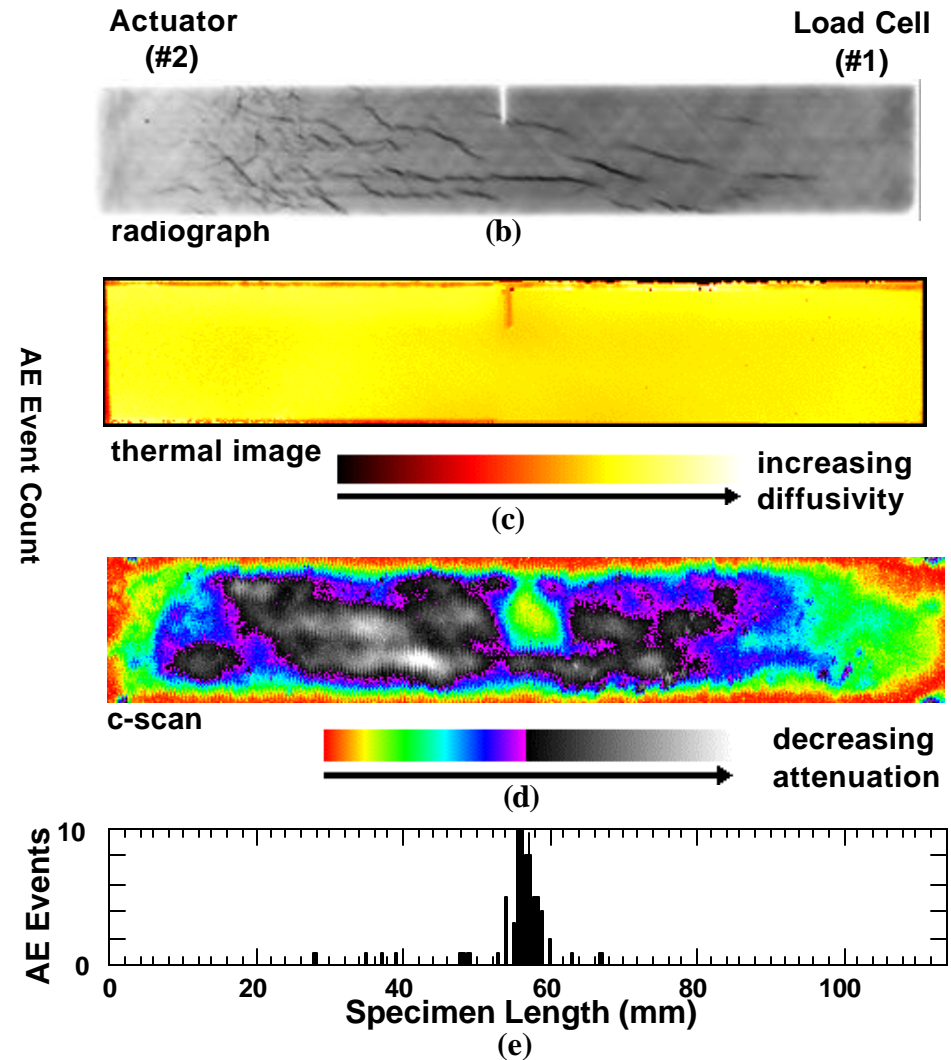 Actuator
(#2)
Load Cell
(#1)
radiograph
(b)
AE Event Count
thermal image
increasing
diffusivity
(c)
c-scan
decreasing
attenuation
(d)
AE Events
10
0
0 20 40 60 80 100
Specimen Length (mm)
(e)